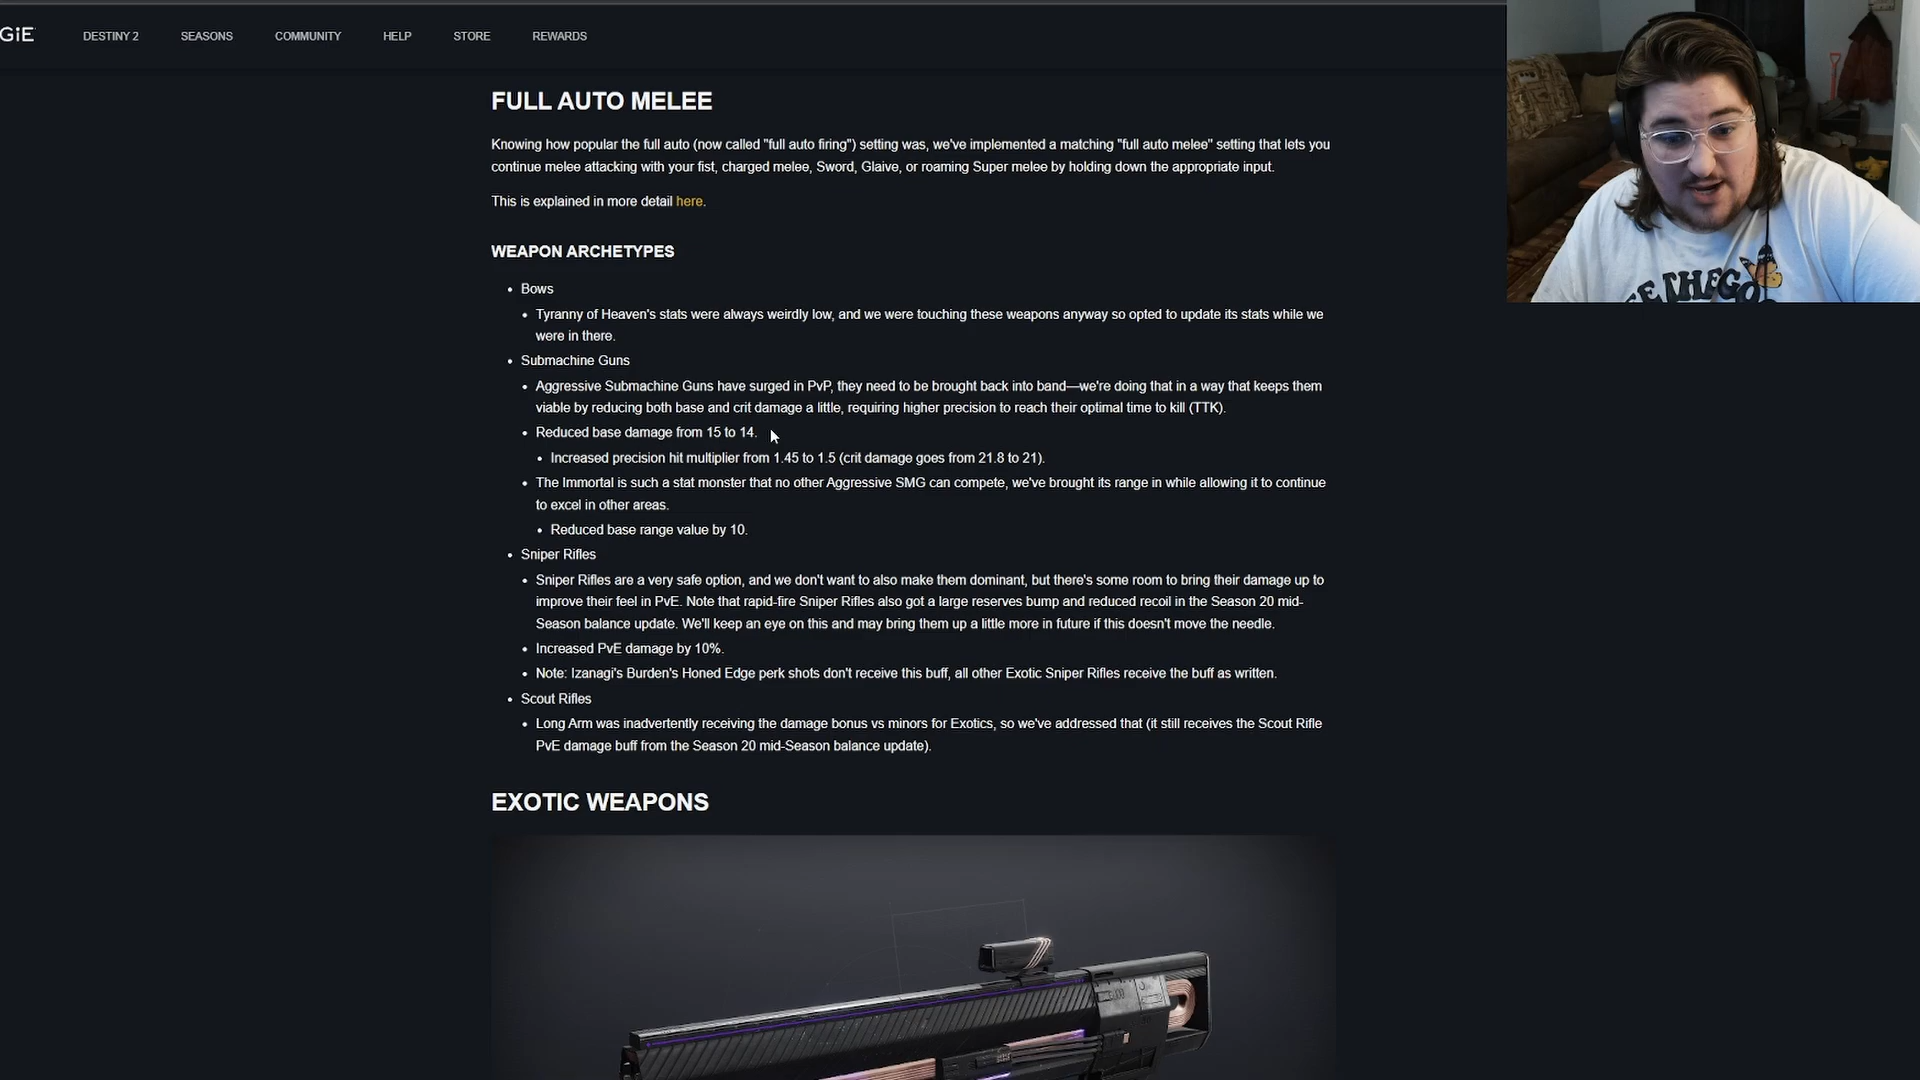 GiE
DESTINY 2 SEASONS COMMUNITY HELP STORE REWARDS
FULL AUTO MELEE
Knowing how popular the full auto (now called "full auto firing") setting was, we've implemented a matching "full auto melee" setting that lets you
continue melee attacking with your fist, charged melee, Sword, Glaive, or roaming Super melee by holding down the appropriate input.
This is explained in more detail here.
WEAPON ARCHETYPES
• Bows
• Tyranny of Heaven's stats were always weirdly low, and we were touching these weapons anyway so opted to update its stats while we
were in there.
• Submachine Guns
• Aggressive Submachine Guns have surged in PvP, they need to be brought back into band—we're doing that in a way that keeps them
viable by reducing both base and crit damage a little, requiring higher precision to reach their optimal time to kill (TTK).
• Reduced base damage from 15 to 14.
• Increased precision hit multiplier from 1.45 to 1.5 (crit damage goes from 21.8 to 21).
• The Immortal is such a stat monster that no other Aggressive SMG can compete, we've brought its range in while allowing it to continue
to excel in other areas.
• Reduced base range value by 10.
• Sniper Rifles
• Sniper Rifles are a very safe option, and we don't want to also make them dominant, but there's some room to bring their damage up to
improve their feel in PvE. Note that rapid-fire Sniper Rifles also got a large reserves bump and reduced recoil in the Season 20 mid-
Season balance update. We'll keep an eye on this and may bring them up a little more in future if this doesn't move the needle.
• Increased PvE damage by 10%.
• Note: Izanagi's Burden's Honed Edge perk shots don't receive this buff, all other Exotic Sniper Rifles receive the buff as written.
• Scout Rifles
• Long Arm was inadvertently receiving the damage bonus vs minors for Exotics, so we've addressed that (it still receives the Scout Rifle
PvE damage buff from the Season 20 mid-Season balance update).
EXOTIC WEAPONS